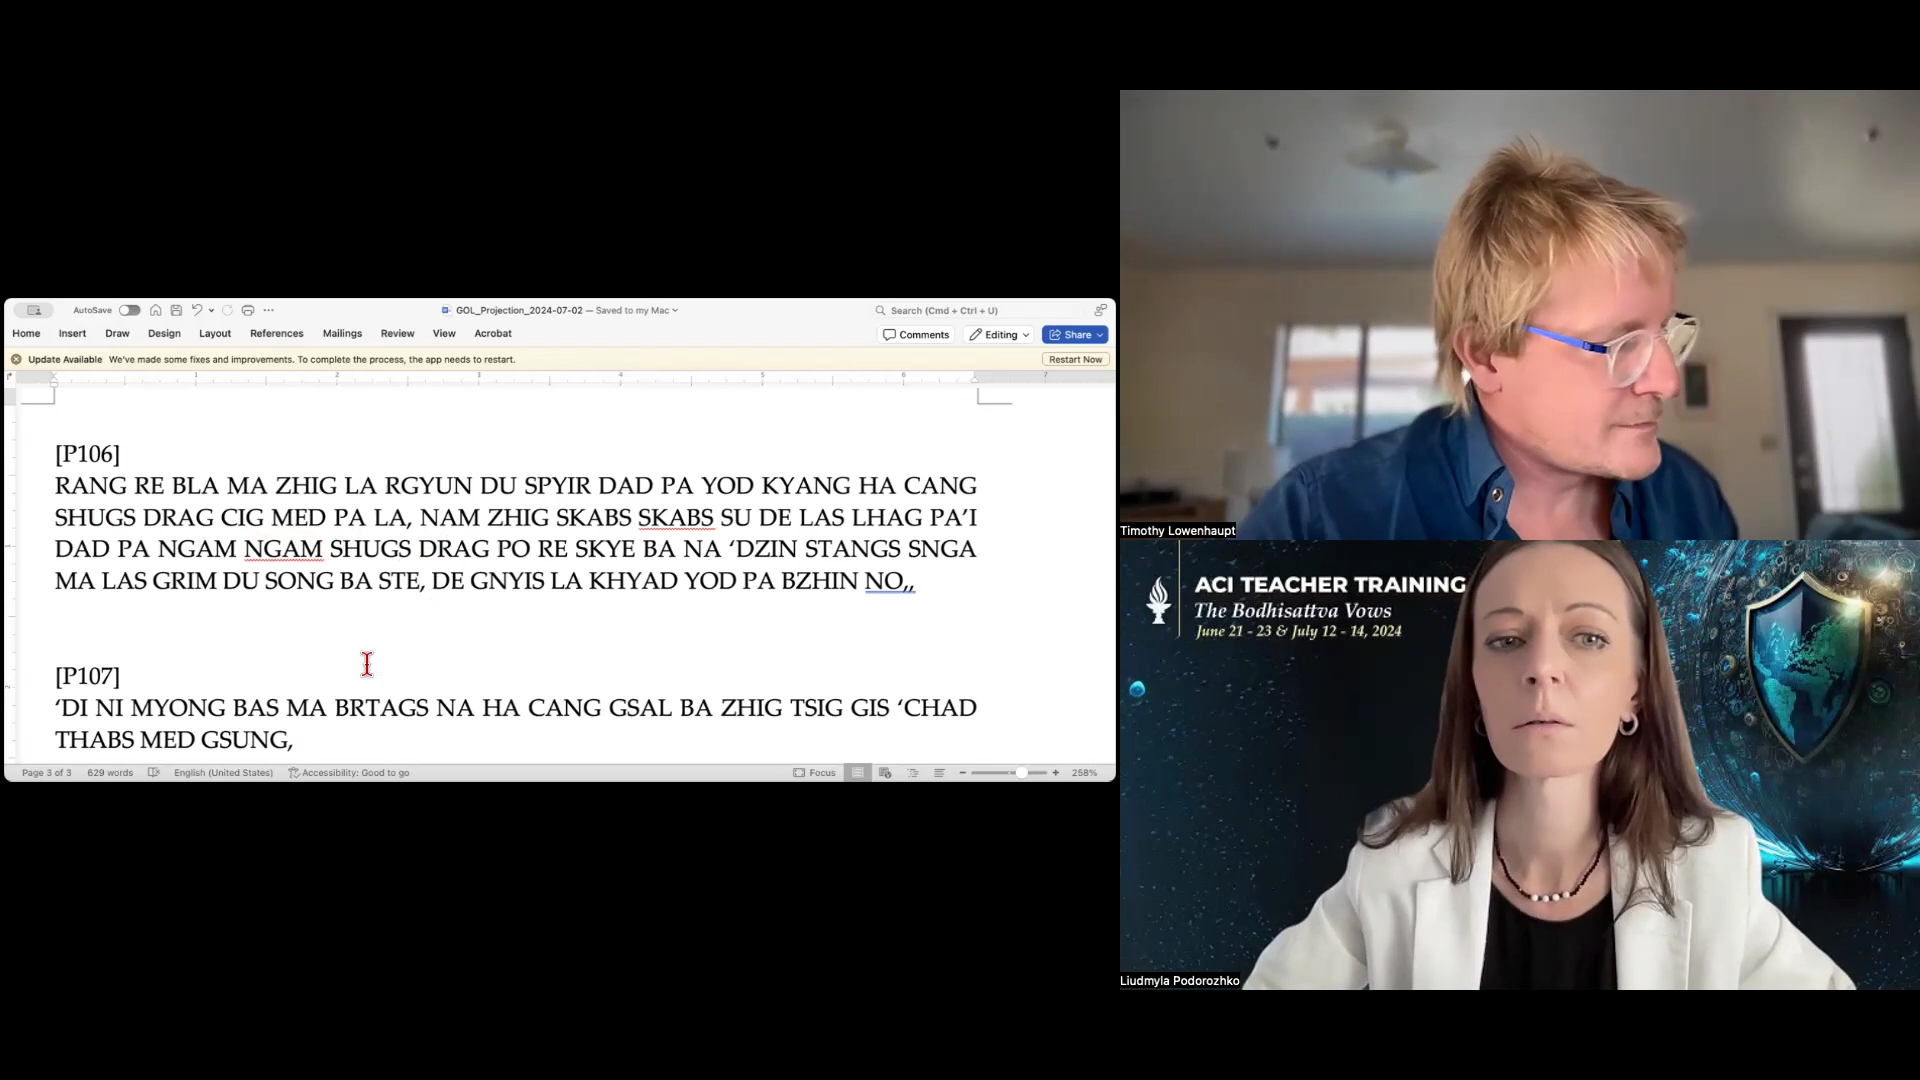 AutoSave
GOL_Projection_2024-07-02 — Saved to my Mac
Search (Cmd + Ctrl + U)
Home Insert Draw Design Layout References Mailings Review View Acrobat
Comments Editing Share
Update Available We've made some fixes and improvements. To complete the process, the app needs to restart.
Restart Now
1 2 3 4 5 6 7
[P106]
RANG RE BLA MA ZHIG LA RGYUN DU SPYIR DAD PA YOD KYANG HA CANG
SHUGS DRAG CIG MED PA LA, NAM ZHIG SKABS SKABS SU DE LAS LHAG PA’I
DAD PA NGAM NGAM SHUGS DRAG PO RE SKYE BA NA ‘DZIN STANGS SNGA
MA LAS GRIM DU SONG BA STE, DE GNYIS LA KHYAD YOD PA BZHIN NO,,
[P107]
‘DI NI MYONG BAS MA BRTAGS NA HA CANG GSAL BA ZHIG TSIG GIS ‘CHAD
THABS MED GSUNG,
Page 3 of 3 629 words English (United States) Accessibility: Good to go
Focus 258%
Timothy Lowenhaupt
ACI TEACHER TRAINING
The Bodhisattva Vows
June 21 - 23 & July 12 - 14, 2024
Liudmyla Podorozhko